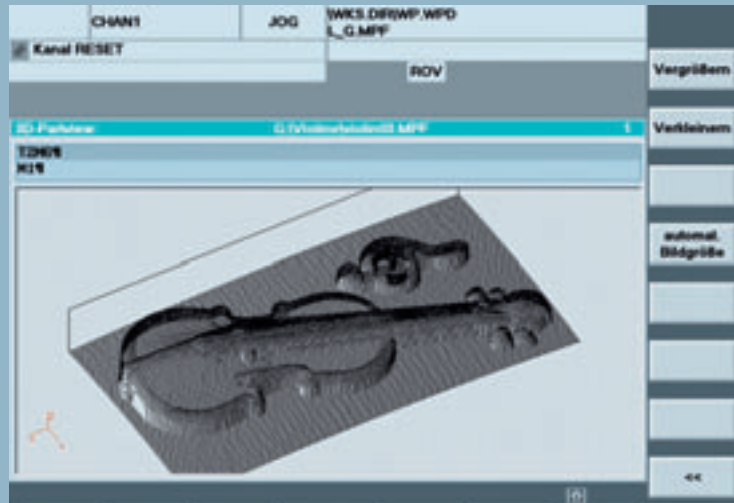 CHAN1
JOG
\WKS.DIR\WP.WPD
L_G.MPF
Kanal RESET
ROV
Vergrößern
Verkleinern
3D-Partview
1
automat.
Bildgröße
<<